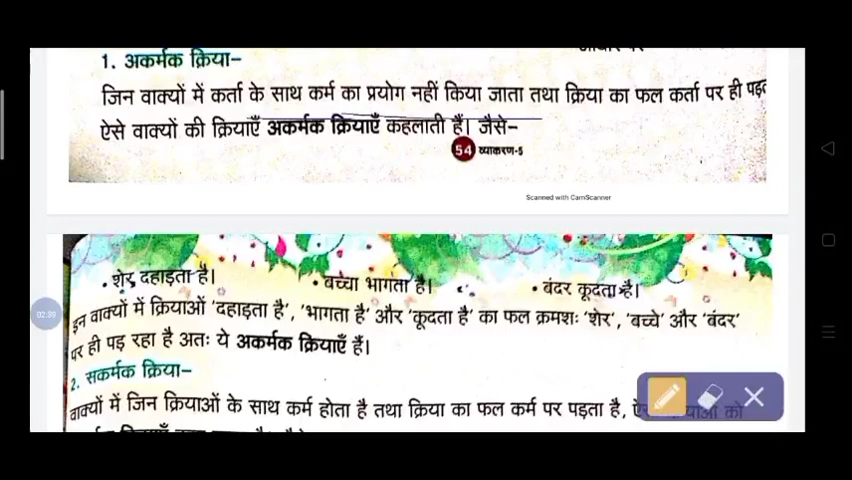 1. अकर्मक क्रिया–
जिन वाक्यों में कर्ता के साथ कर्म का प्रयोग नहीं किया जाता तथा क्रिया का फल कर्ता पर ही
ऐसे वाक्यों की क्रियाएँ अकर्मक क्रियाएँ कहलाती हैं। जैसे–
54 व्याकरण-5
Scanned with CamScanner
• शेर दहाड़ता है। • बच्चा भागता है। • बंदर कूदता है।
इन वाक्यों में क्रियाओं 'दहाड़ता है', 'भागता है' और 'कूदता है' का फल क्रमशः 'शेर', 'बच्चे' और 'बंदर'
पर ही पड़ रहा है अतः ये अकर्मक क्रियाएँ हैं।
02:39
2. सकर्मक क्रिया–
वाक्यों में जिन क्रियाओं के साथ कर्म होता है तथा क्रिया का फल कर्म पर पड़ता है, को